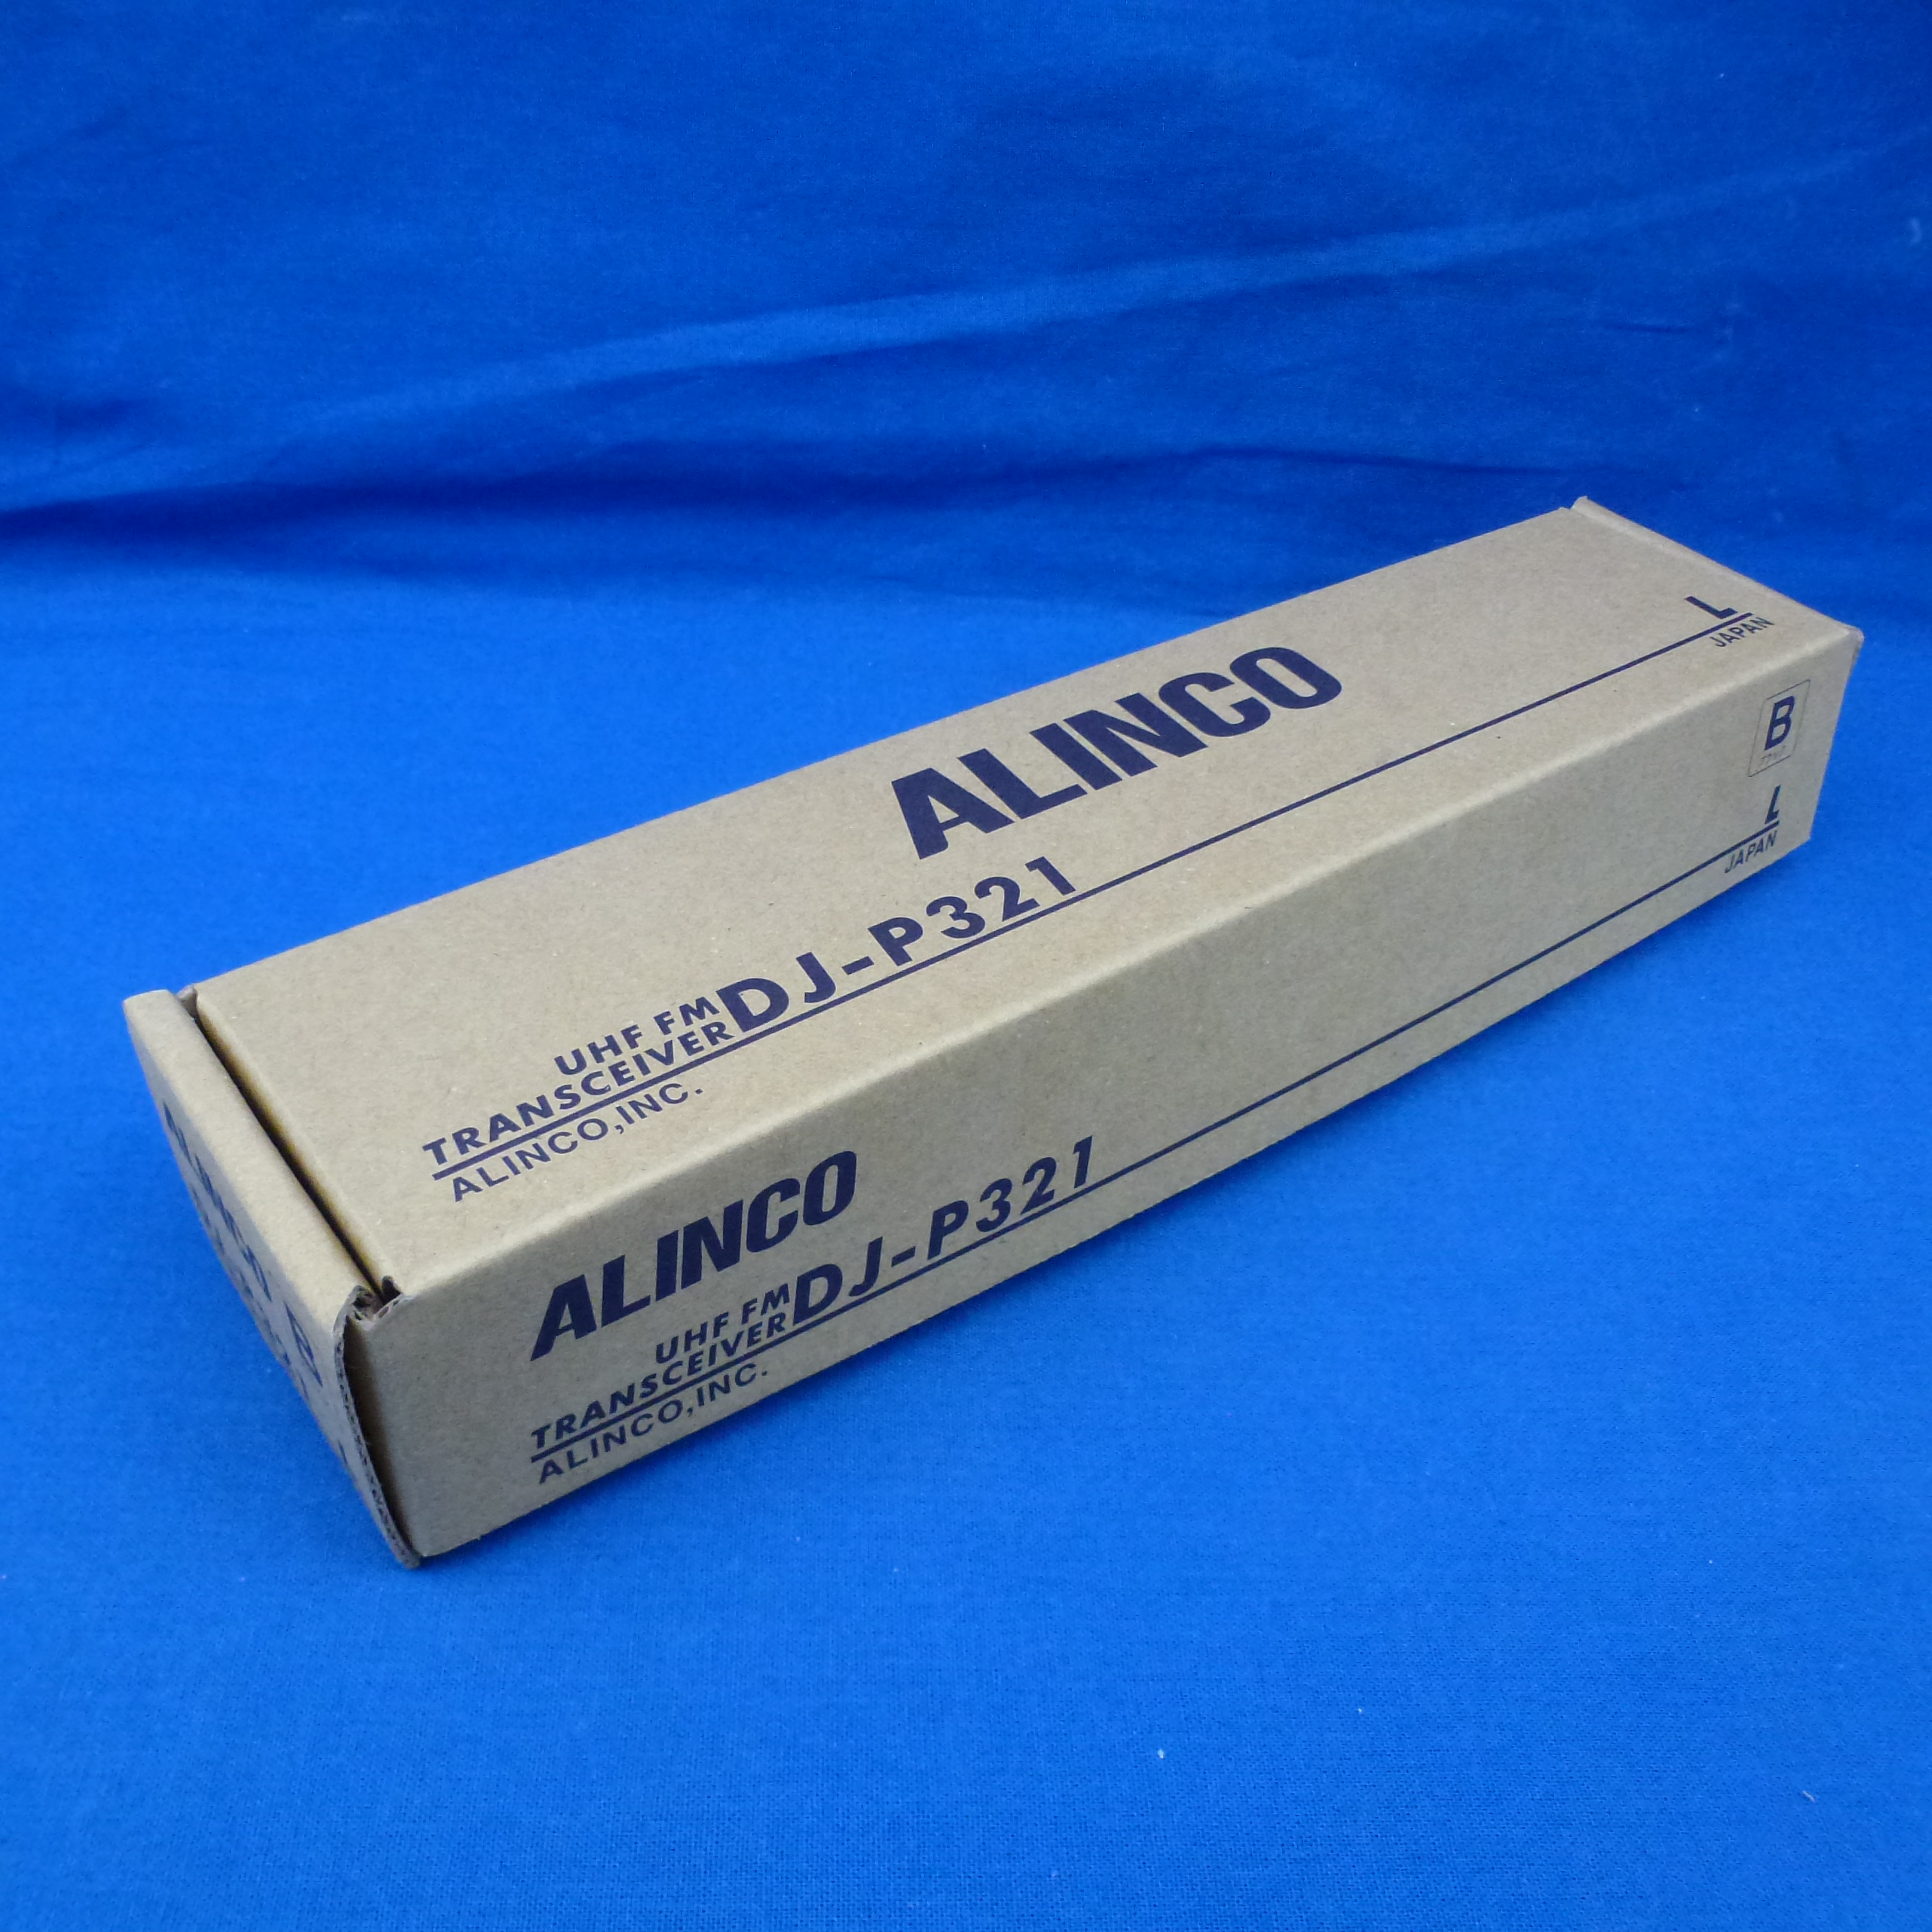 ALINCO
UHF FM
TRANSCEIVER DJ-P321
L
ALINCO,INC.
JAPAN
B
ALINCO
UHF FM
TRANSCEIVER DJ-P321
L
ALINCO,INC.
JAPAN